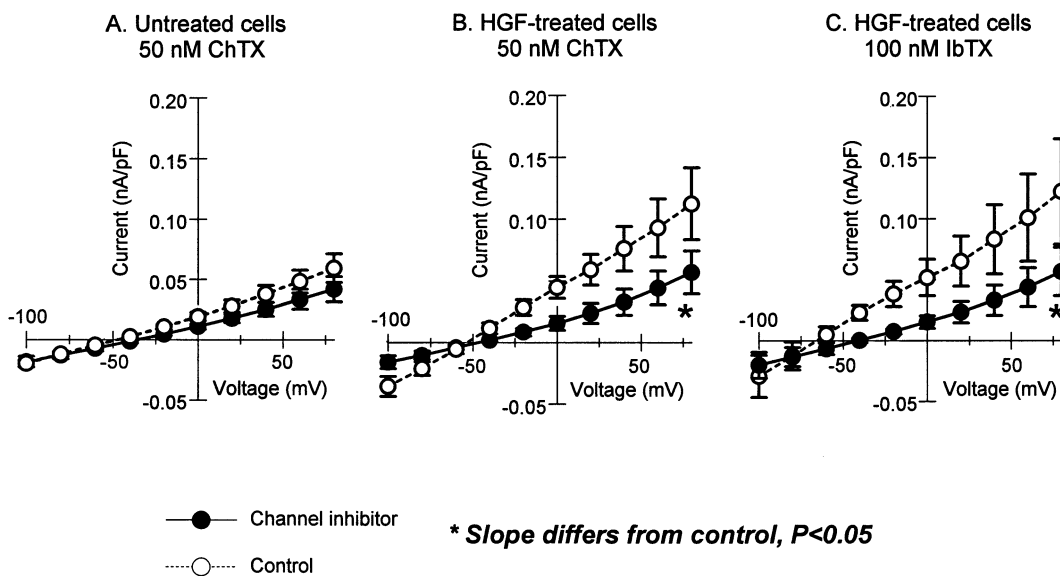 A. Untreated cells
50 nM ChTX
B. HGF-treated cells
50 nM ChTX
C. HGF-treated cells
100 nM IbTX
0.20
0.15
0.10
0.05
-0.05
-100
-50
50
Current (nA/pF)
Voltage (mV)
0.20
0.15
0.10
0.05
-0.05
-100
-50
50
Current (nA/pF)
Voltage (mV)
*
0.20
0.15
0.10
0.05
-0.05
-100
-50
50
Current (nA/pF)
Voltage (mV)
*
Channel inhibitor
Control
* Slope differs from control, P<0.05